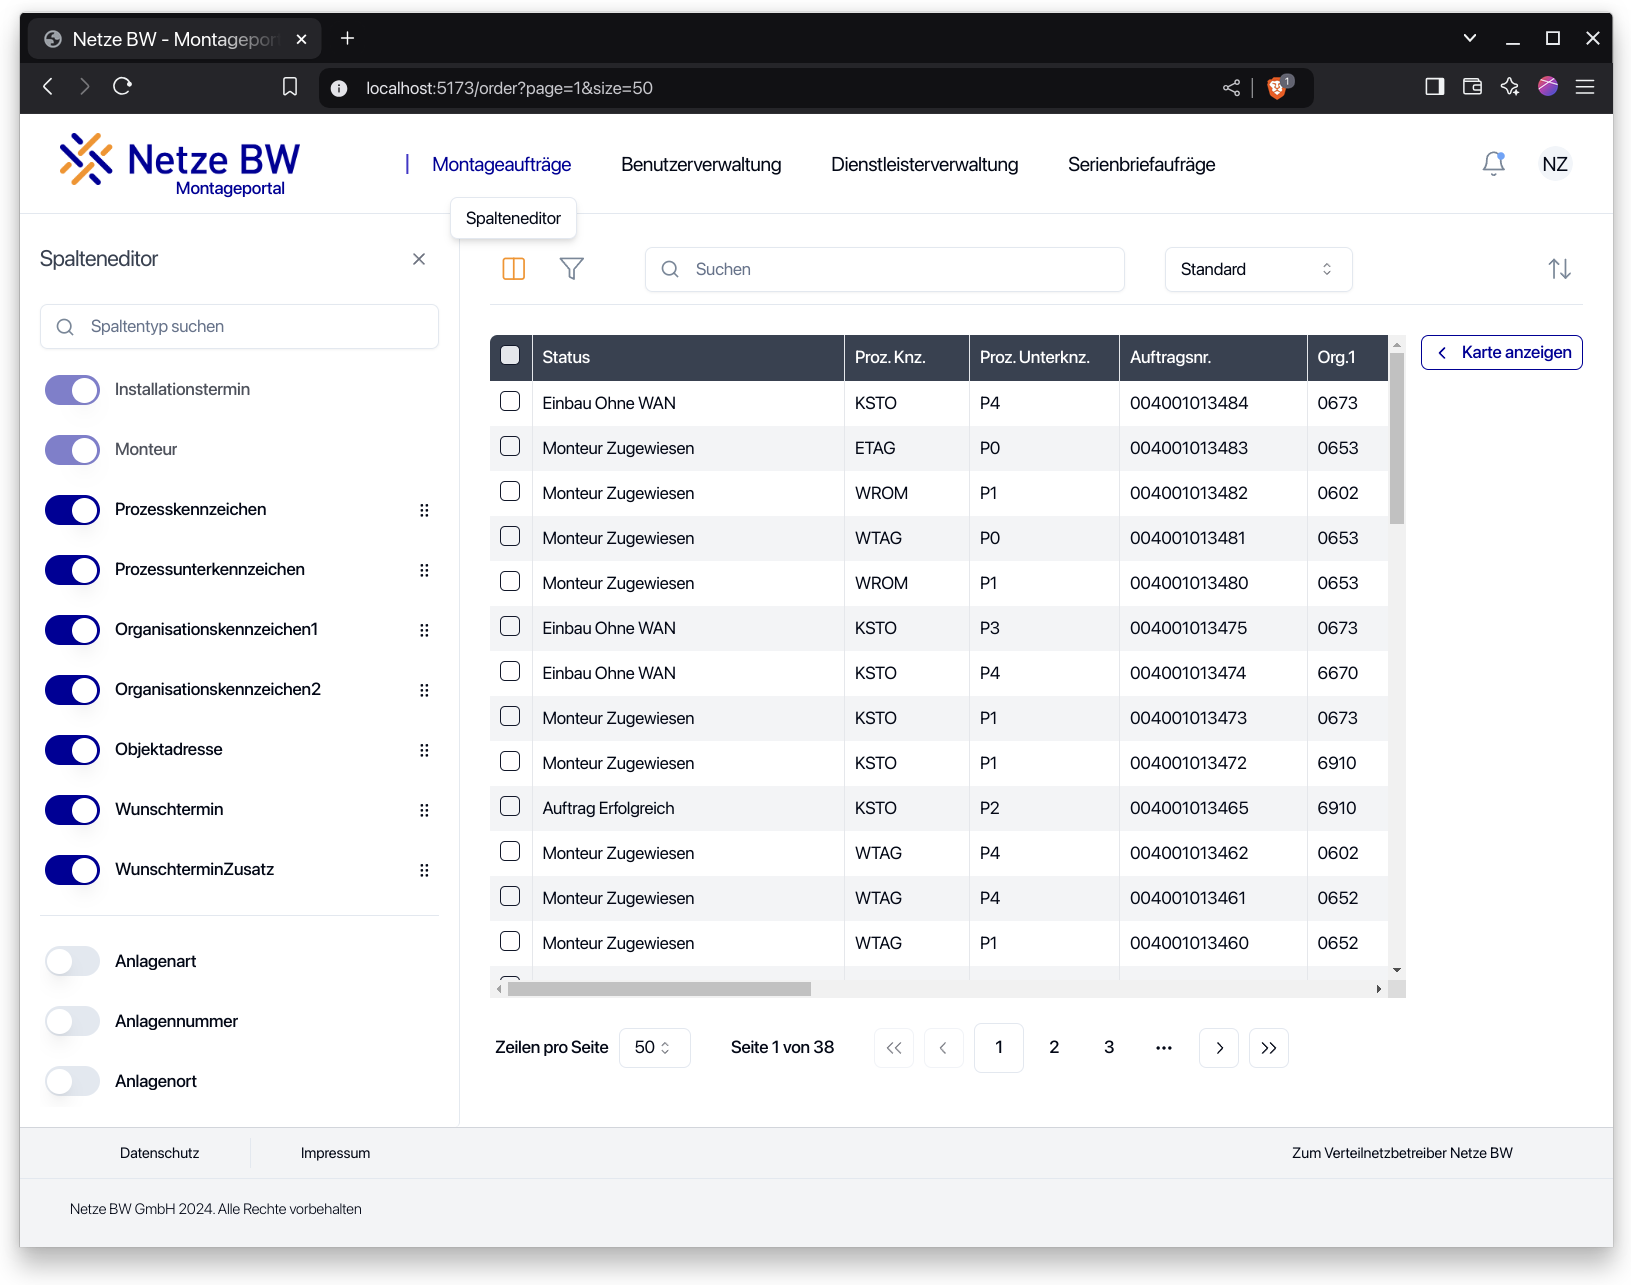 Netze BW - Montagepor
localhost:5173/order?page=1&size=50
1
Netze BW
Montageportal
Montageaufträge
Benutzerverwaltung
Dienstleisterverwaltung
Serienbriefaufräge
NZ
Spalteneditor
Spalteneditor
Suchen
Standard
Spaltentyp suchen
Installationstermin
Monteur
Prozesskennzeichen
Prozessunterkennzeichen
Organisationskennzeichen1
Organisationskennzeichen2
Objektadresse
Wunschtermin
WunschterminZusatz
Anlagenart
Anlagennummer
Anlagenort
Status Proz. Knz. Proz. Unterknz. Auftragsnr. Org.1
Einbau Ohne WAN KSTO P4 004001013484 0673
Monteur Zugewiesen ETAG P0 004001013483 0653
Monteur Zugewiesen WROM P1 004001013482 0602
Monteur Zugewiesen WTAG P0 004001013481 0653
Monteur Zugewiesen WROM P1 004001013480 0653
Einbau Ohne WAN KSTO P3 004001013475 0673
Einbau Ohne WAN KSTO P4 004001013474 6670
Monteur Zugewiesen KSTO P1 004001013473 0673
Monteur Zugewiesen KSTO P1 004001013472 6910
Auftrag Erfolgreich KSTO P2 004001013465 6910
Monteur Zugewiesen WTAG P4 004001013462 0602
Monteur Zugewiesen WTAG P4 004001013461 0652
Monteur Zugewiesen WTAG P1 004001013460 0652
Karte anzeigen
Zeilen pro Seite 50 Seite 1 von 38 1 2 3 ...
Datenschutz
Impressum
Zum Verteilnetzbetreiber Netze BW
Netze BW GmbH 2024. Alle Rechte vorbehalten